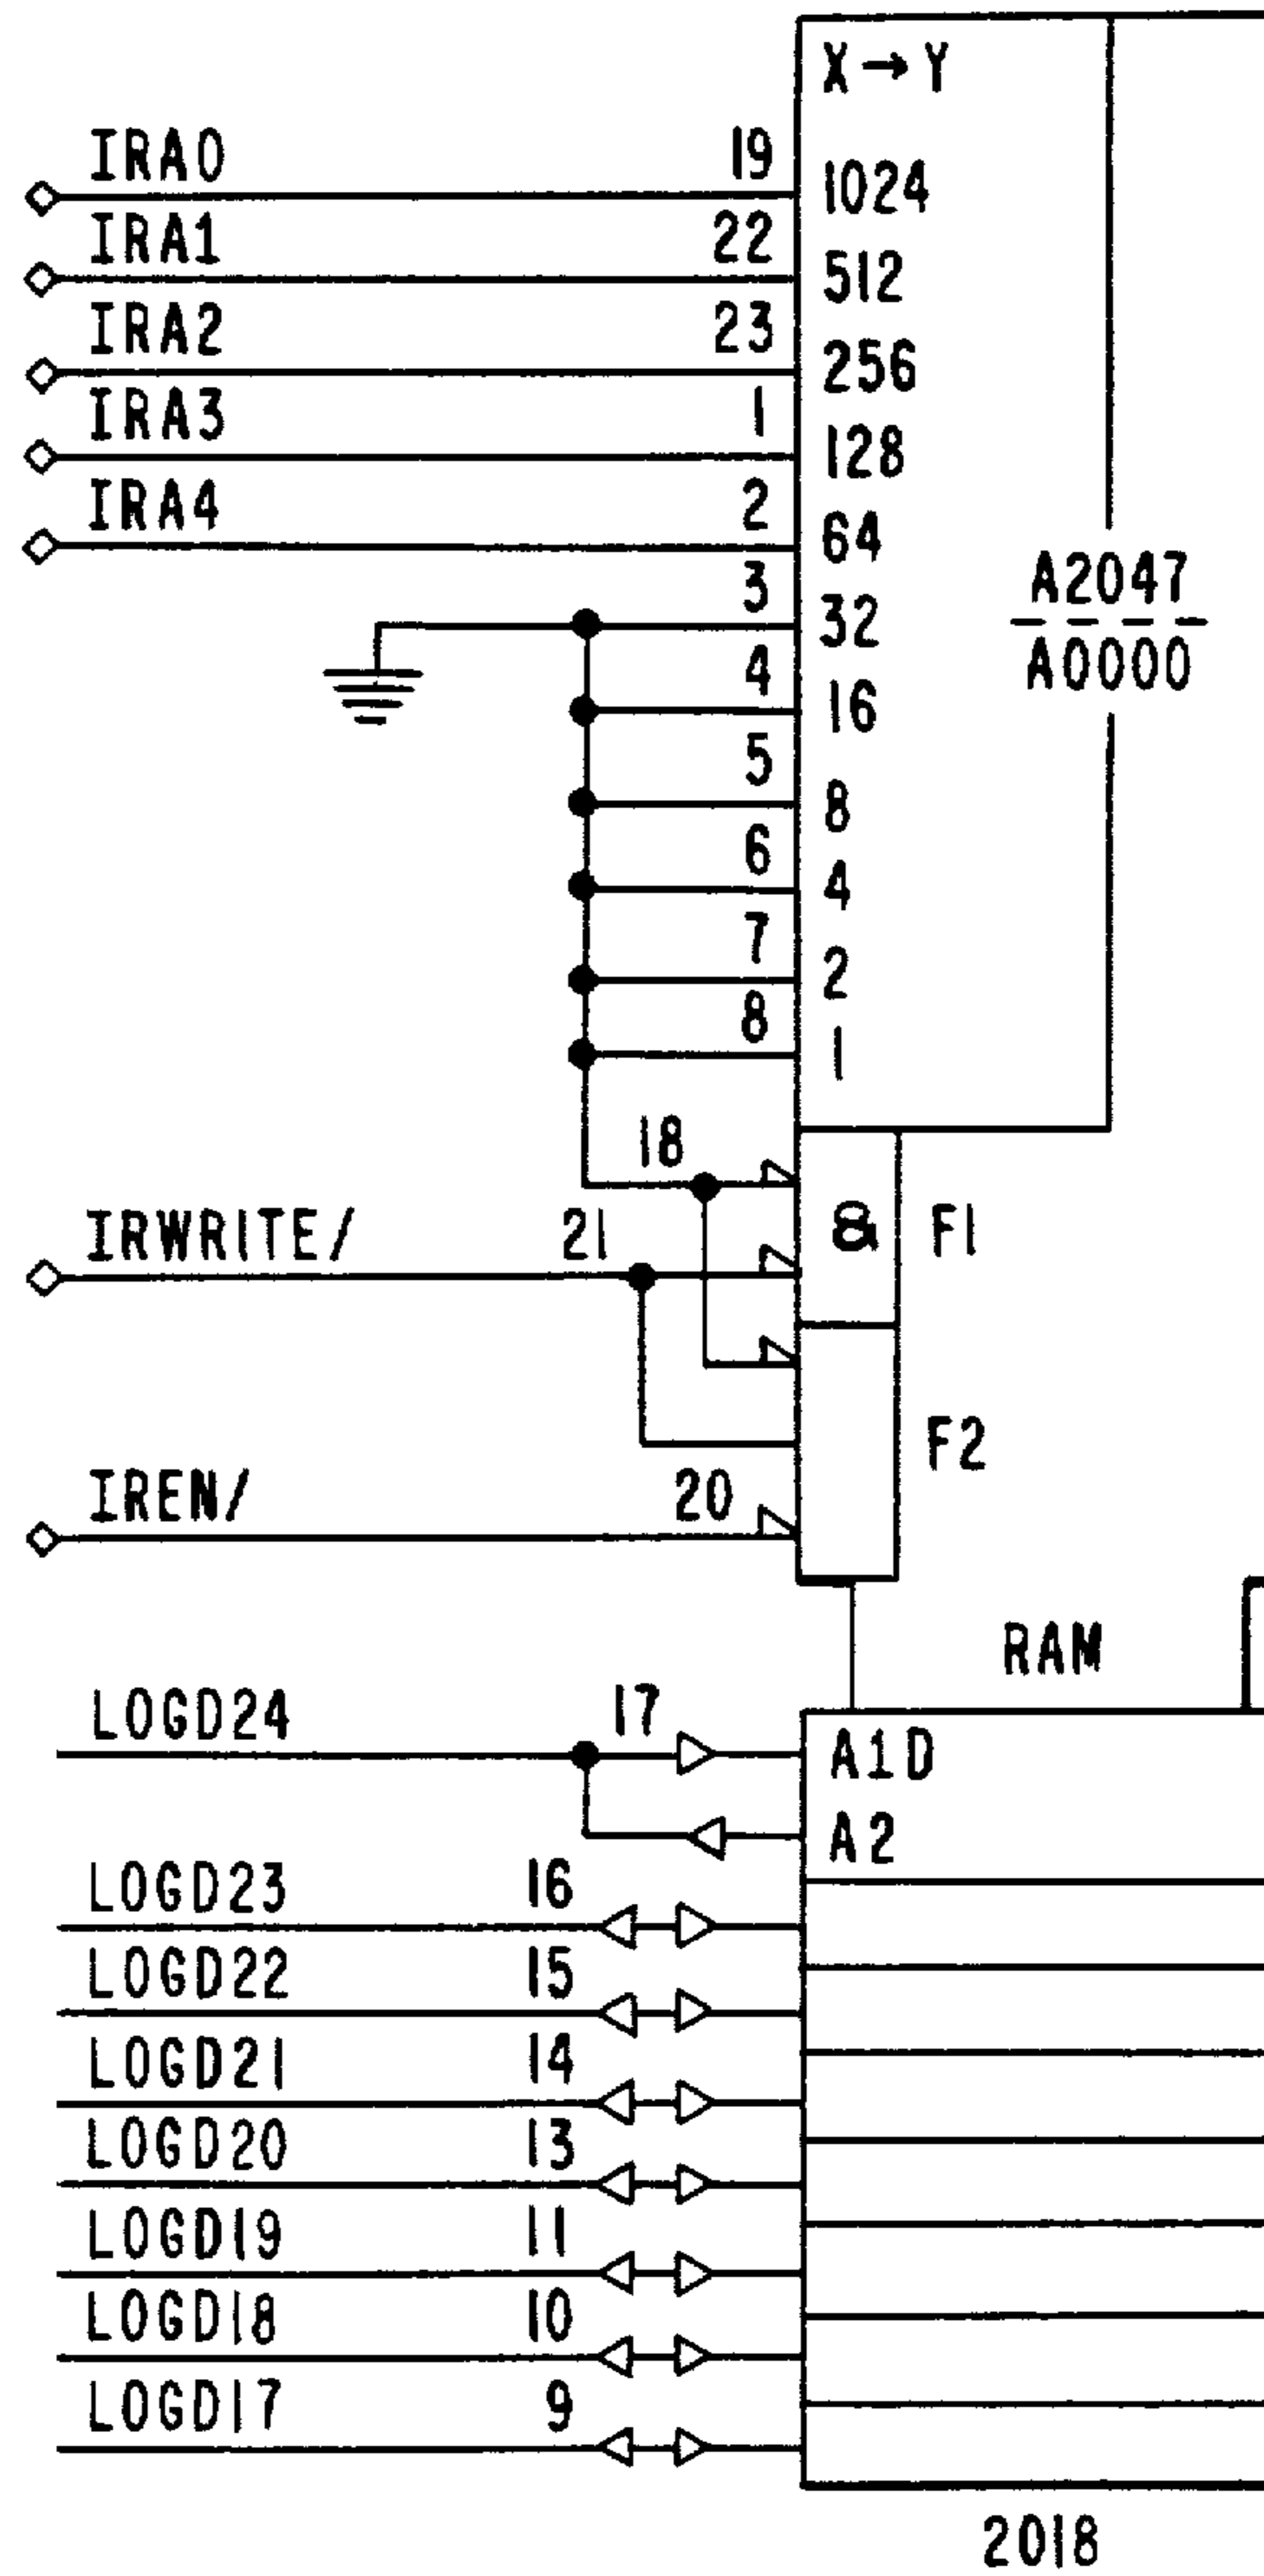 X→Y
IRA0 19 1024
IRA1 22 512
IRA2 23 256
IRA3 1 128
IRA4 2 64
A2047
3 32
A0000
4 16
5 8
6 4
7 2
8 1
18
IRWRITE/ 21 & F1
F2
IREN/ 20
RAM
LOGD24 17 A1D
A2
LOGD23 16
LOGD22 15
LOGD21 14
LOGD20 13
LOGD19 11
LOGD18 10
LOGD17 9
2018